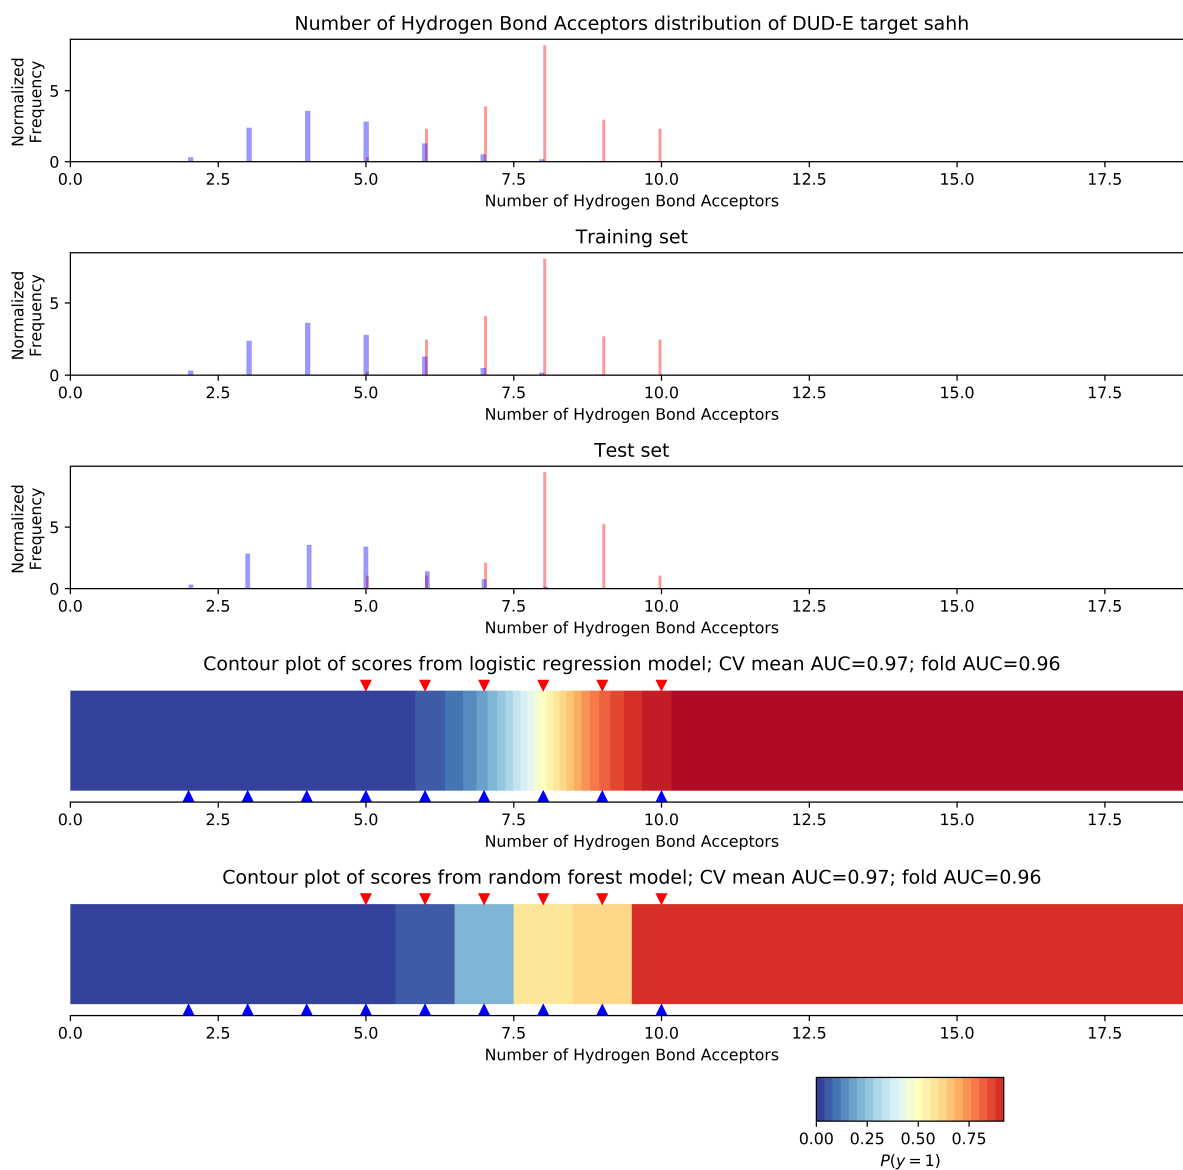 Number of Hydrogen Bond Acceptors distribution of DUD-E target sahh
Normalized
Frequency
5
0
0.0 2.5 5.0 7.5 10.0 12.5 15.0 17.5
Number of Hydrogen Bond Acceptors
Training set
Normalized
Frequency
5
0
0.0 2.5 5.0 7.5 10.0 12.5 15.0 17.5
Number of Hydrogen Bond Acceptors
Test set
Normalized
Frequency
5
0
0.0 2.5 5.0 7.5 10.0 12.5 15.0 17.5
Number of Hydrogen Bond Acceptors
Contour plot of scores from logistic regression model; CV mean AUC=0.97; fold AUC=0.96
0.0 2.5 5.0 7.5 10.0 12.5 15.0 17.5
Number of Hydrogen Bond Acceptors
Contour plot of scores from random forest model; CV mean AUC=0.97; fold AUC=0.96
0.0 2.5 5.0 7.5 10.0 12.5 15.0 17.5
Number of Hydrogen Bond Acceptors
0.00 0.25 0.50 0.75
P(y = 1)